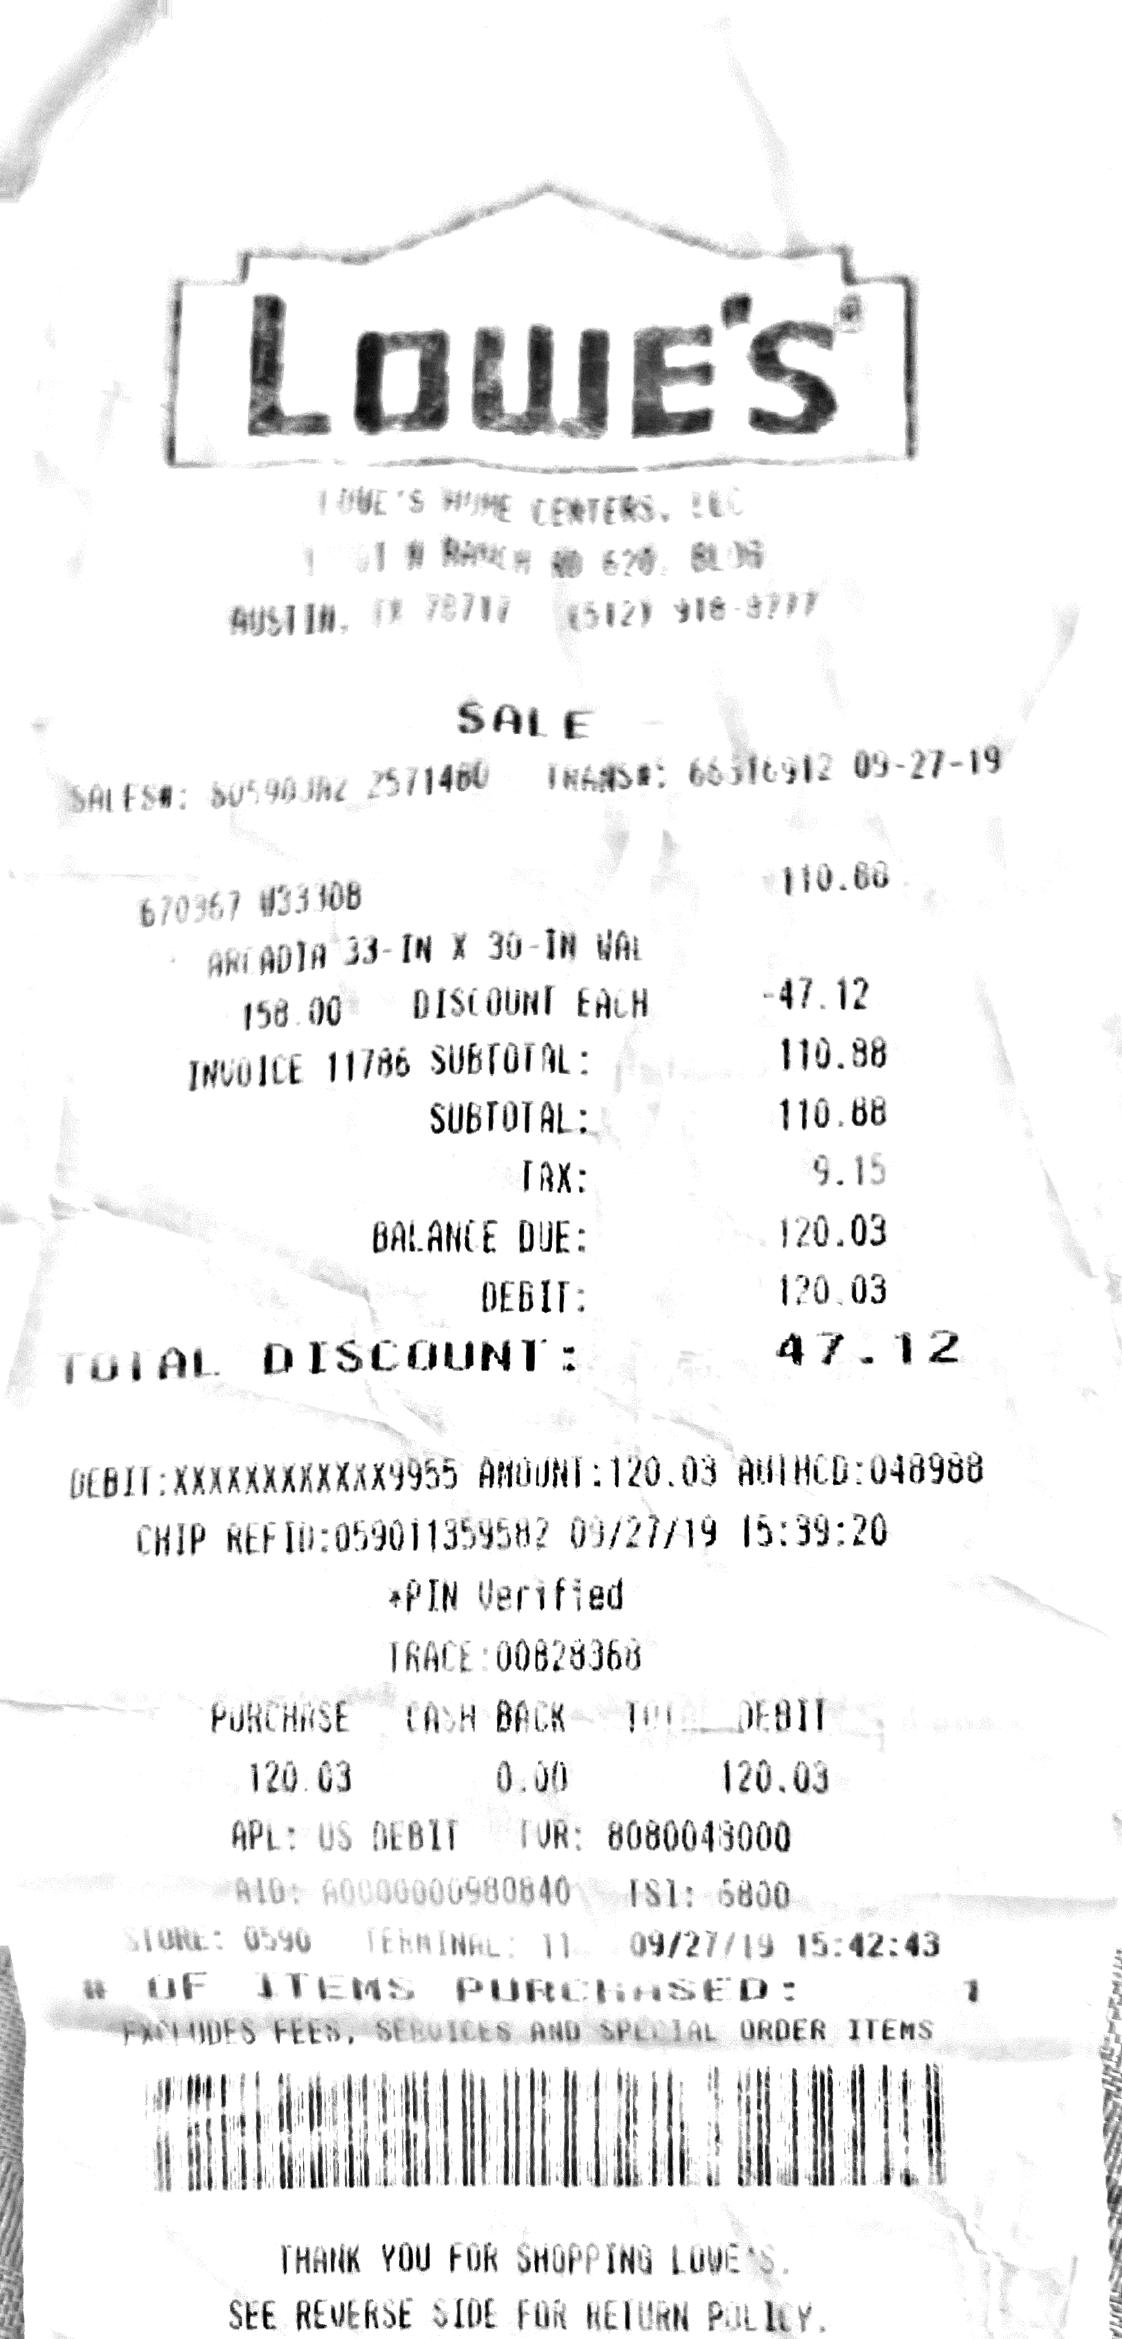 LOWE'S
LOWE'S HOME CENTERS, LLC
N RANCH RD 620, BLDG
AUSTIN, TX 78717 (512)
SALE
SALES#: 2571480 TRANS#: 66316912 09-27-19
670367 W3330B 110.88
ARCADIA 33-IN X 30-IN WAL
158.00 DISCOUNT EACH -47.12
INVOICE 11786 SUBTOTAL: 110.88
SUBTOTAL: 110.88
TAX: 9.15
BALANCE DUE: 120.03
DEBIT: 120.03
TOTAL DISCOUNT: 47.12
DEBIT:XXXXXXXXXXXX9955 AMOUNT:120.03 AUTHCD:048988
CHIP REFID:059011359582 09/27/19 15:39:20
*PIN Verified
TRACE:00828368
PURCHASE CASH BACK TOTAL DEBIT
120.03 0.00 120.03
APL: US DEBIT TVR: 8080048000
AID: A0000000980840 TSI: 6800
STORE: 0590 TERMINAL: 11 09/27/19 15:42:43
# OF ITEMS PURCHASED: 1
EXCLUDES FEES, SERVICES AND SPECIAL ORDER ITEMS
THANK YOU FOR SHOPPING LOWE'S.
SEE REVERSE SIDE FOR RETURN POLICY.